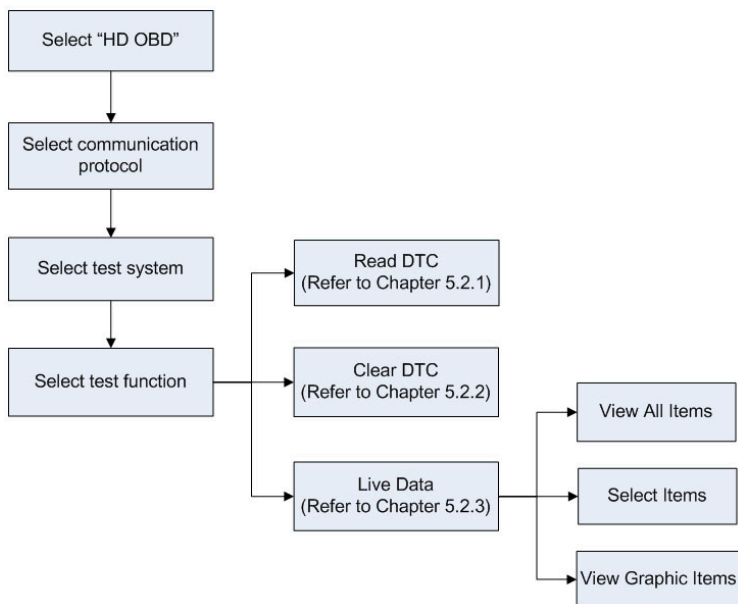 Select “HD OBD”
Select communication
protocol
Select test system
Select test function
Read DTC
(Refer to Chapter 5.2.1)
Clear DTC
(Refer to Chapter 5.2.2)
Live Data
(Refer to Chapter 5.2.3)
View All Items
Select Items
View Graphic Items